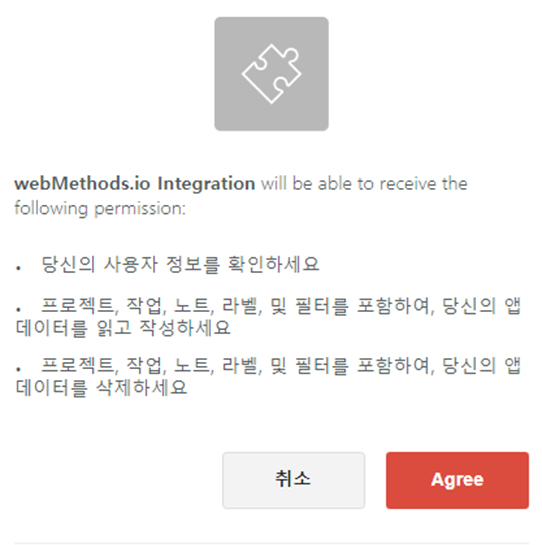 webMethods.io Integration will be able to receive the
following permission:
• 당신의 사용자 정보를 확인하세요
• 프로젝트, 작업, 노트, 라벨, 및 필터를 포함하여, 당신의 앱
데이터를 읽고 작성하세요
• 프로젝트, 작업, 노트, 라벨, 및 필터를 포함하여, 당신의 앱
데이터를 삭제하세요
취소
Agree